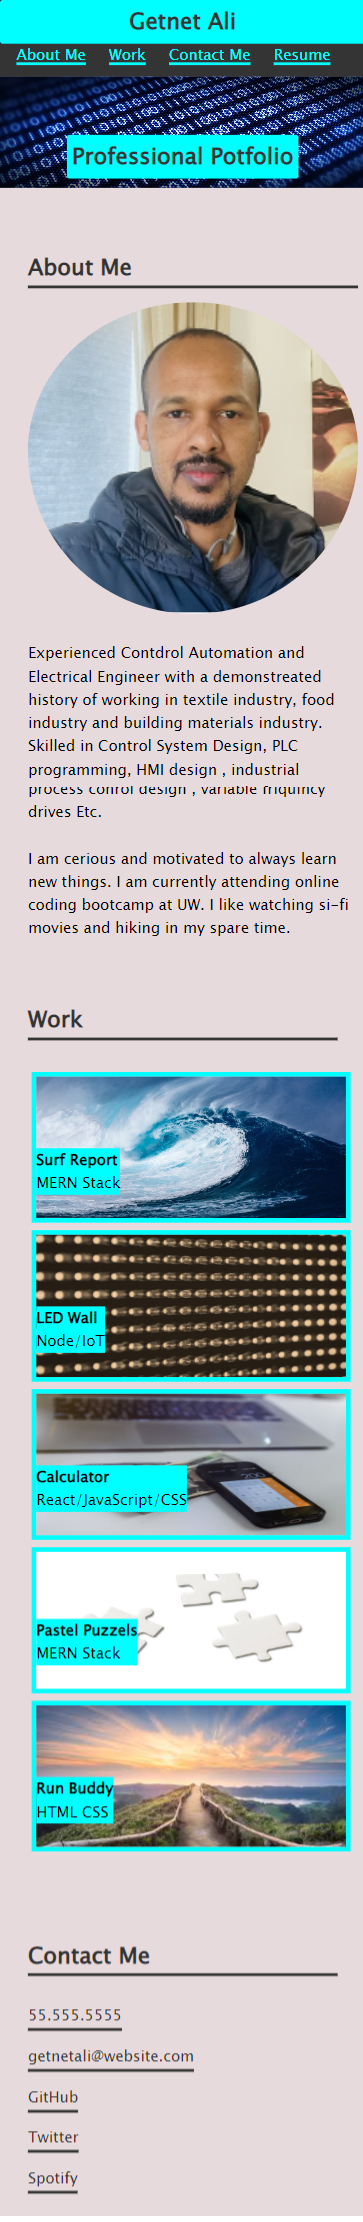 Getnet Ali
About Me Work Contact Me Resume
Professional Potfolio
About Me
Experienced Contdrol Automation and
Electrical Engineer with a demonstreated
history of working in textile industry, food
industry and building materials industry.
Skilled in Control System Design, PLC
programming, HMI design , industrial
process conrol design , variable friquincy
drives Etc.
I am cerious and motivated to always learn
new things. I am currently attending online
coding bootcamp at UW. I like watching si-fi
movies and hiking in my spare time.
Work
Surf Report
MERN Stack
LED Wall
Node/IoT
Calculator
React/JavaScript/CSS
Pastel Puzzels
MERN Stack
Run Buddy
HTML CSS
Contact Me
55.555.5555
getnetali@website.com
GitHub
Twitter
Spotify